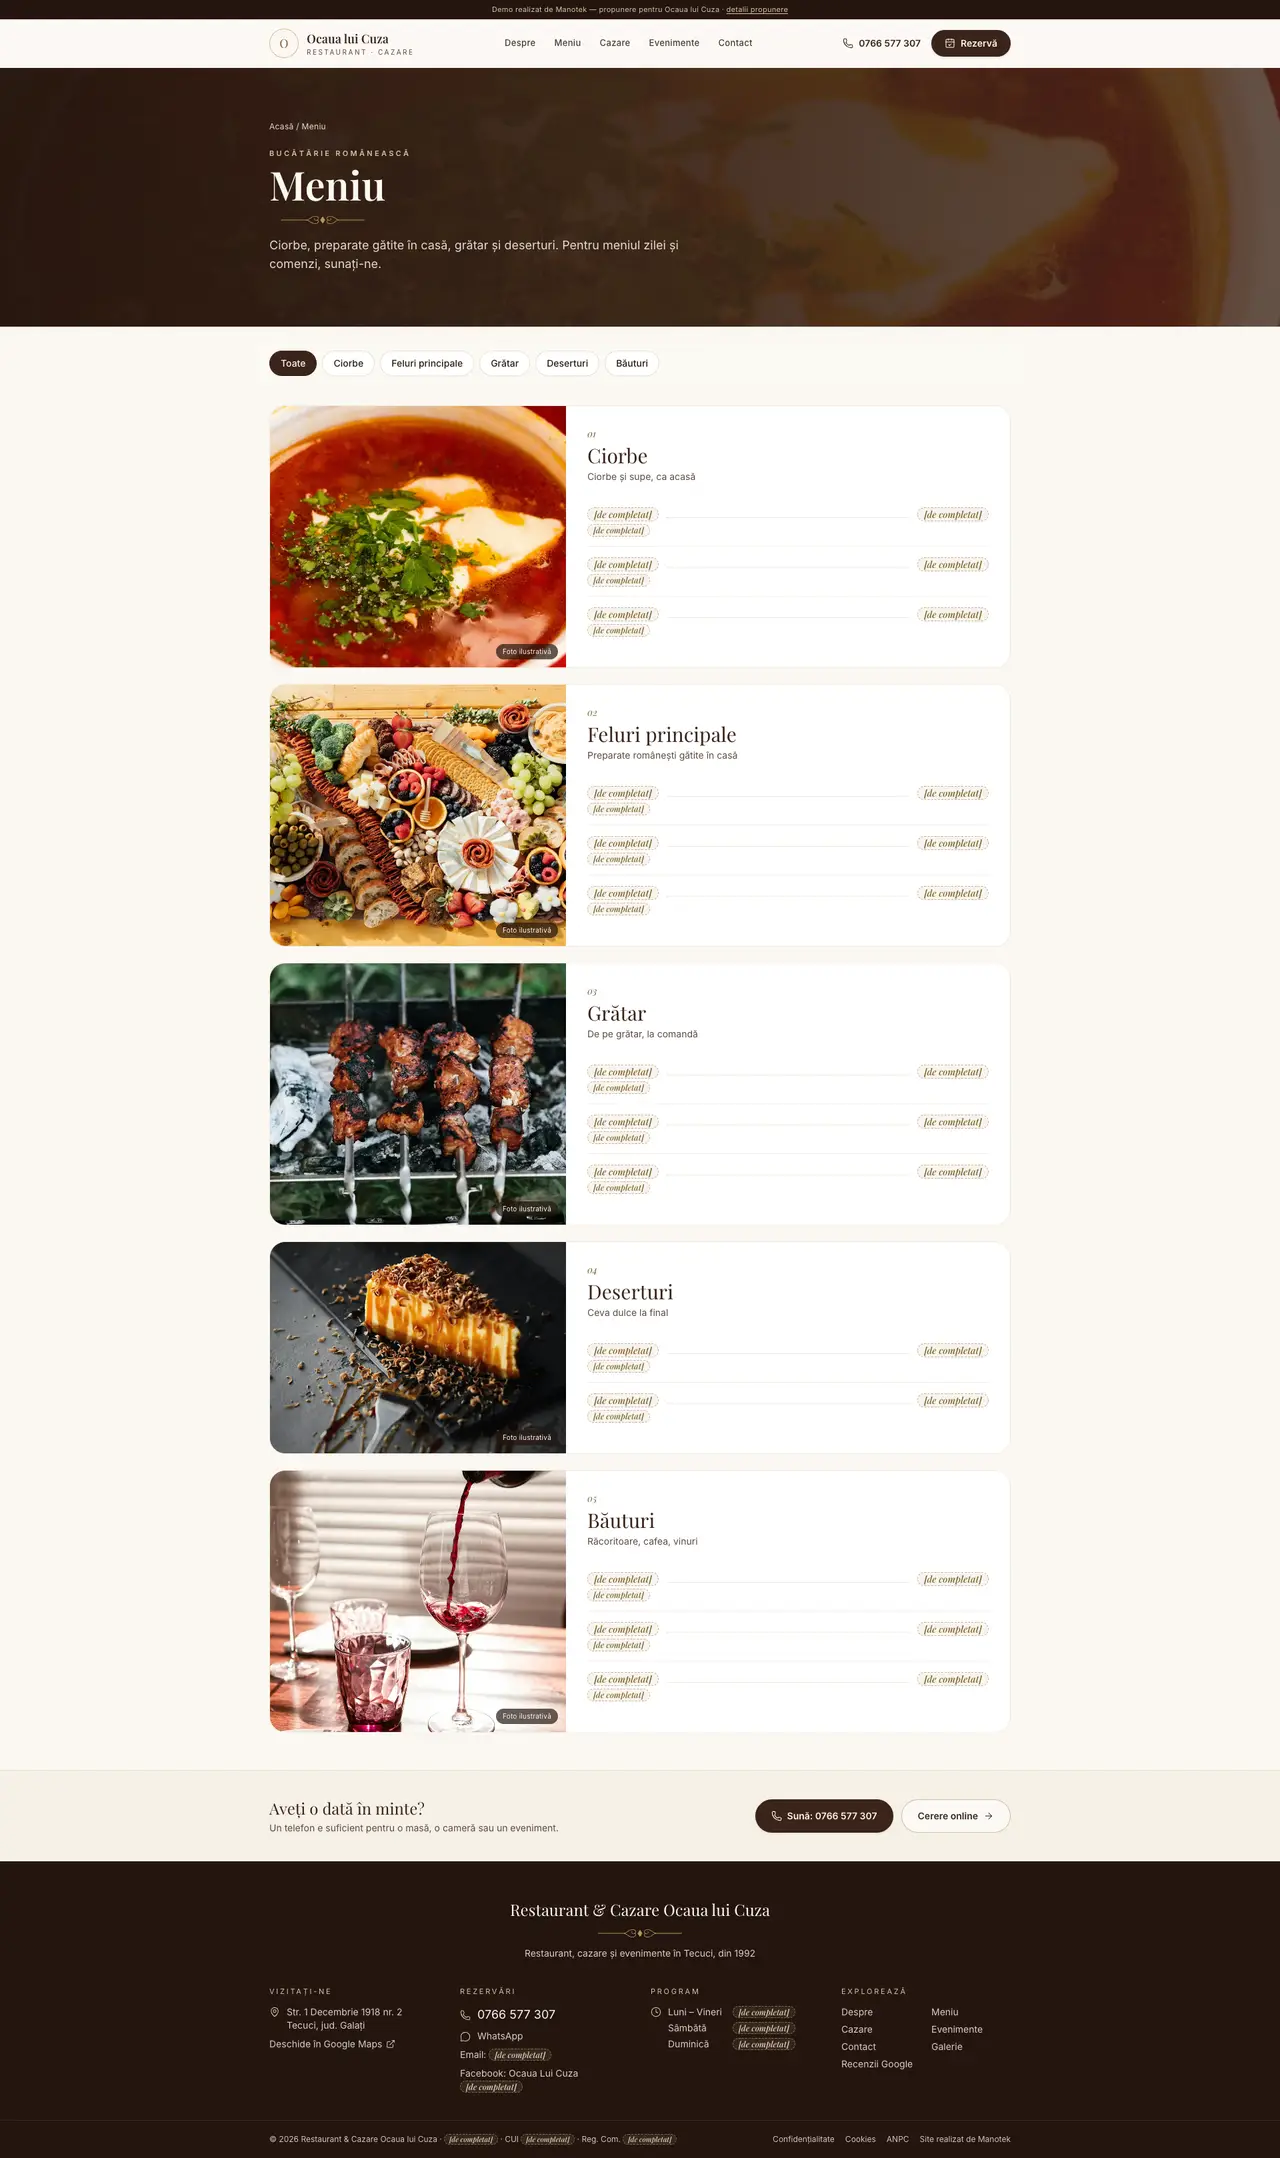 Demo realizat de Manotek — propunere pentru Ocaua lui Cuza · detalii propunere
O
Ocaua lui Cuza
RESTAURANT · CAZARE
Despre
Meniu
Cazare
Evenimente
Contact
0766 577 307
Rezervă
Acasă / Meniu
BUCĂTĂRIE ROMÂNEASCĂ
Meniu
Ciorbe, preparate gătite în casă, grătar și deserturi. Pentru meniul zilei și
comenzi, sunați-ne.
Toate
Ciorbe
Feluri principale
Grătar
Deserturi
Băuturi
Foto ilustrativă
01
Ciorbe
Ciorbe și supe, ca acasă
[de completat] [de completat]
[de completat]
[de completat] [de completat]
[de completat]
[de completat] [de completat]
[de completat]
Foto ilustrativă
02
Feluri principale
Preparate românești gătite în casă
[de completat] [de completat]
[de completat]
[de completat] [de completat]
[de completat]
[de completat] [de completat]
[de completat]
Foto ilustrativă
03
Grătar
De pe grătar, la comandă
[de completat] [de completat]
[de completat]
[de completat] [de completat]
[de completat]
[de completat] [de completat]
[de completat]
Foto ilustrativă
04
Deserturi
Ceva dulce la final
[de completat] [de completat]
[de completat]
[de completat] [de completat]
[de completat]
Foto ilustrativă
05
Băuturi
Răcoritoare, cafea, vinuri
[de completat] [de completat]
[de completat]
[de completat] [de completat]
[de completat]
[de completat] [de completat]
[de completat]
Aveți o dată în minte?
Un telefon e suficient pentru o masă, o cameră sau un eveniment.
Sună: 0766 577 307
Cerere online
Restaurant & Cazare Ocaua lui Cuza
Restaurant, cazare și evenimente în Tecuci, din 1992
VIZITAȚI-NE
Str. 1 Decembrie 1918 nr. 2
Tecuci, jud. Galați
Deschide în Google Maps
REZERVĂRI
0766 577 307
WhatsApp
Email: [de completat]
Facebook: Ocaua Lui Cuza
[de completat]
PROGRAM
Luni – Vineri [de completat]
Sâmbătă [de completat]
Duminică [de completat]
EXPLOREAZĂ
Despre
Meniu
Cazare
Evenimente
Contact
Galerie
Recenzii Google
© 2026 Restaurant & Cazare Ocaua lui Cuza · [de completat] · CUI [de completat] · Reg. Com. [de completat]
Confidențialitate
Cookies
ANPC
Site realizat de Manotek